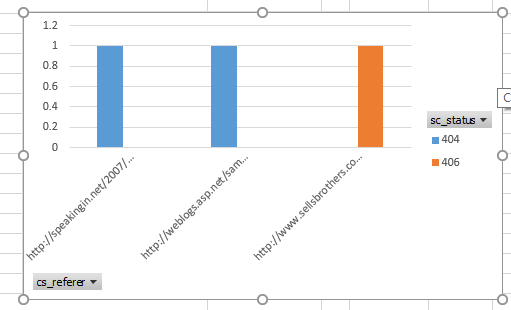 1.2
1
0.8
0.6
0.4
0.2
0
http://speakingin.net/2007/...
http://weblogs.asp.net/sam...
http://www.sellsbrothers.co...
sc_status
404
406
cs_referer
C